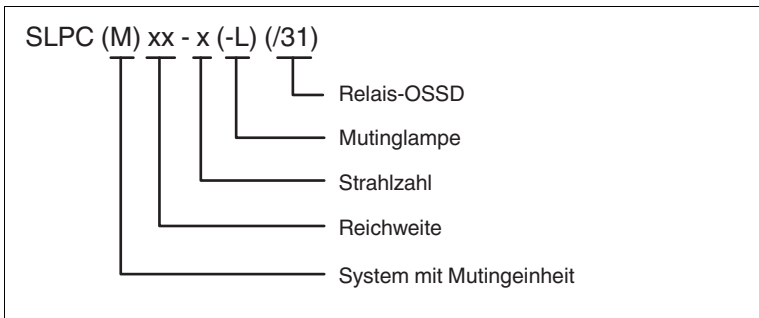 SLPC (M) xx - x (-L) (/31)
Relais-OSSD
Mutinglampe
Strahlzahl
Reichweite
System mit Mutingeinheit